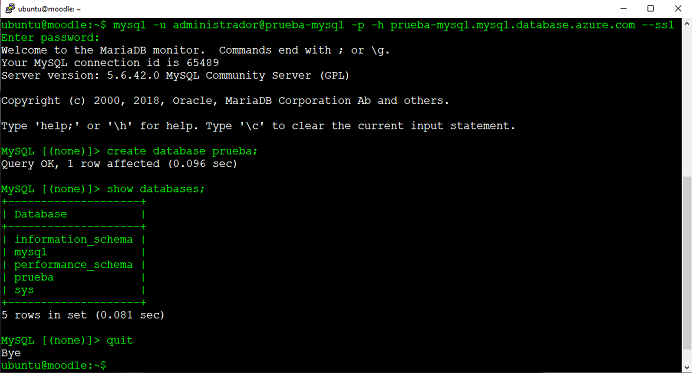 ubuntu@moodle: ~
ubuntu@moodle:~$ mysql -u administrador@prueba-mysql -p -h prueba-mysql.mysql.database.azure.com --ssl
Enter password:
Welcome to the MariaDB monitor.  Commands end with ; or \g.
Your MySQL connection id is 65489
Server version: 5.6.42.0 MySQL Community Server (GPL)
Copyright (c) 2000, 2018, Oracle, MariaDB Corporation Ab and others.
Type 'help;' or '\h' for help. Type '\c' to clear the current input statement.
MySQL [(none)]> create database prueba;
Query OK, 1 row affected (0.096 sec)
MySQL [(none)]> show databases;
+--------------------+
| Database           |
+--------------------+
| information_schema |
| mysql              |
| performance_schema |
| prueba             |
| sys                |
+--------------------+
5 rows in set (0.081 sec)
MySQL [(none)]> quit
Bye
ubuntu@moodle:~$